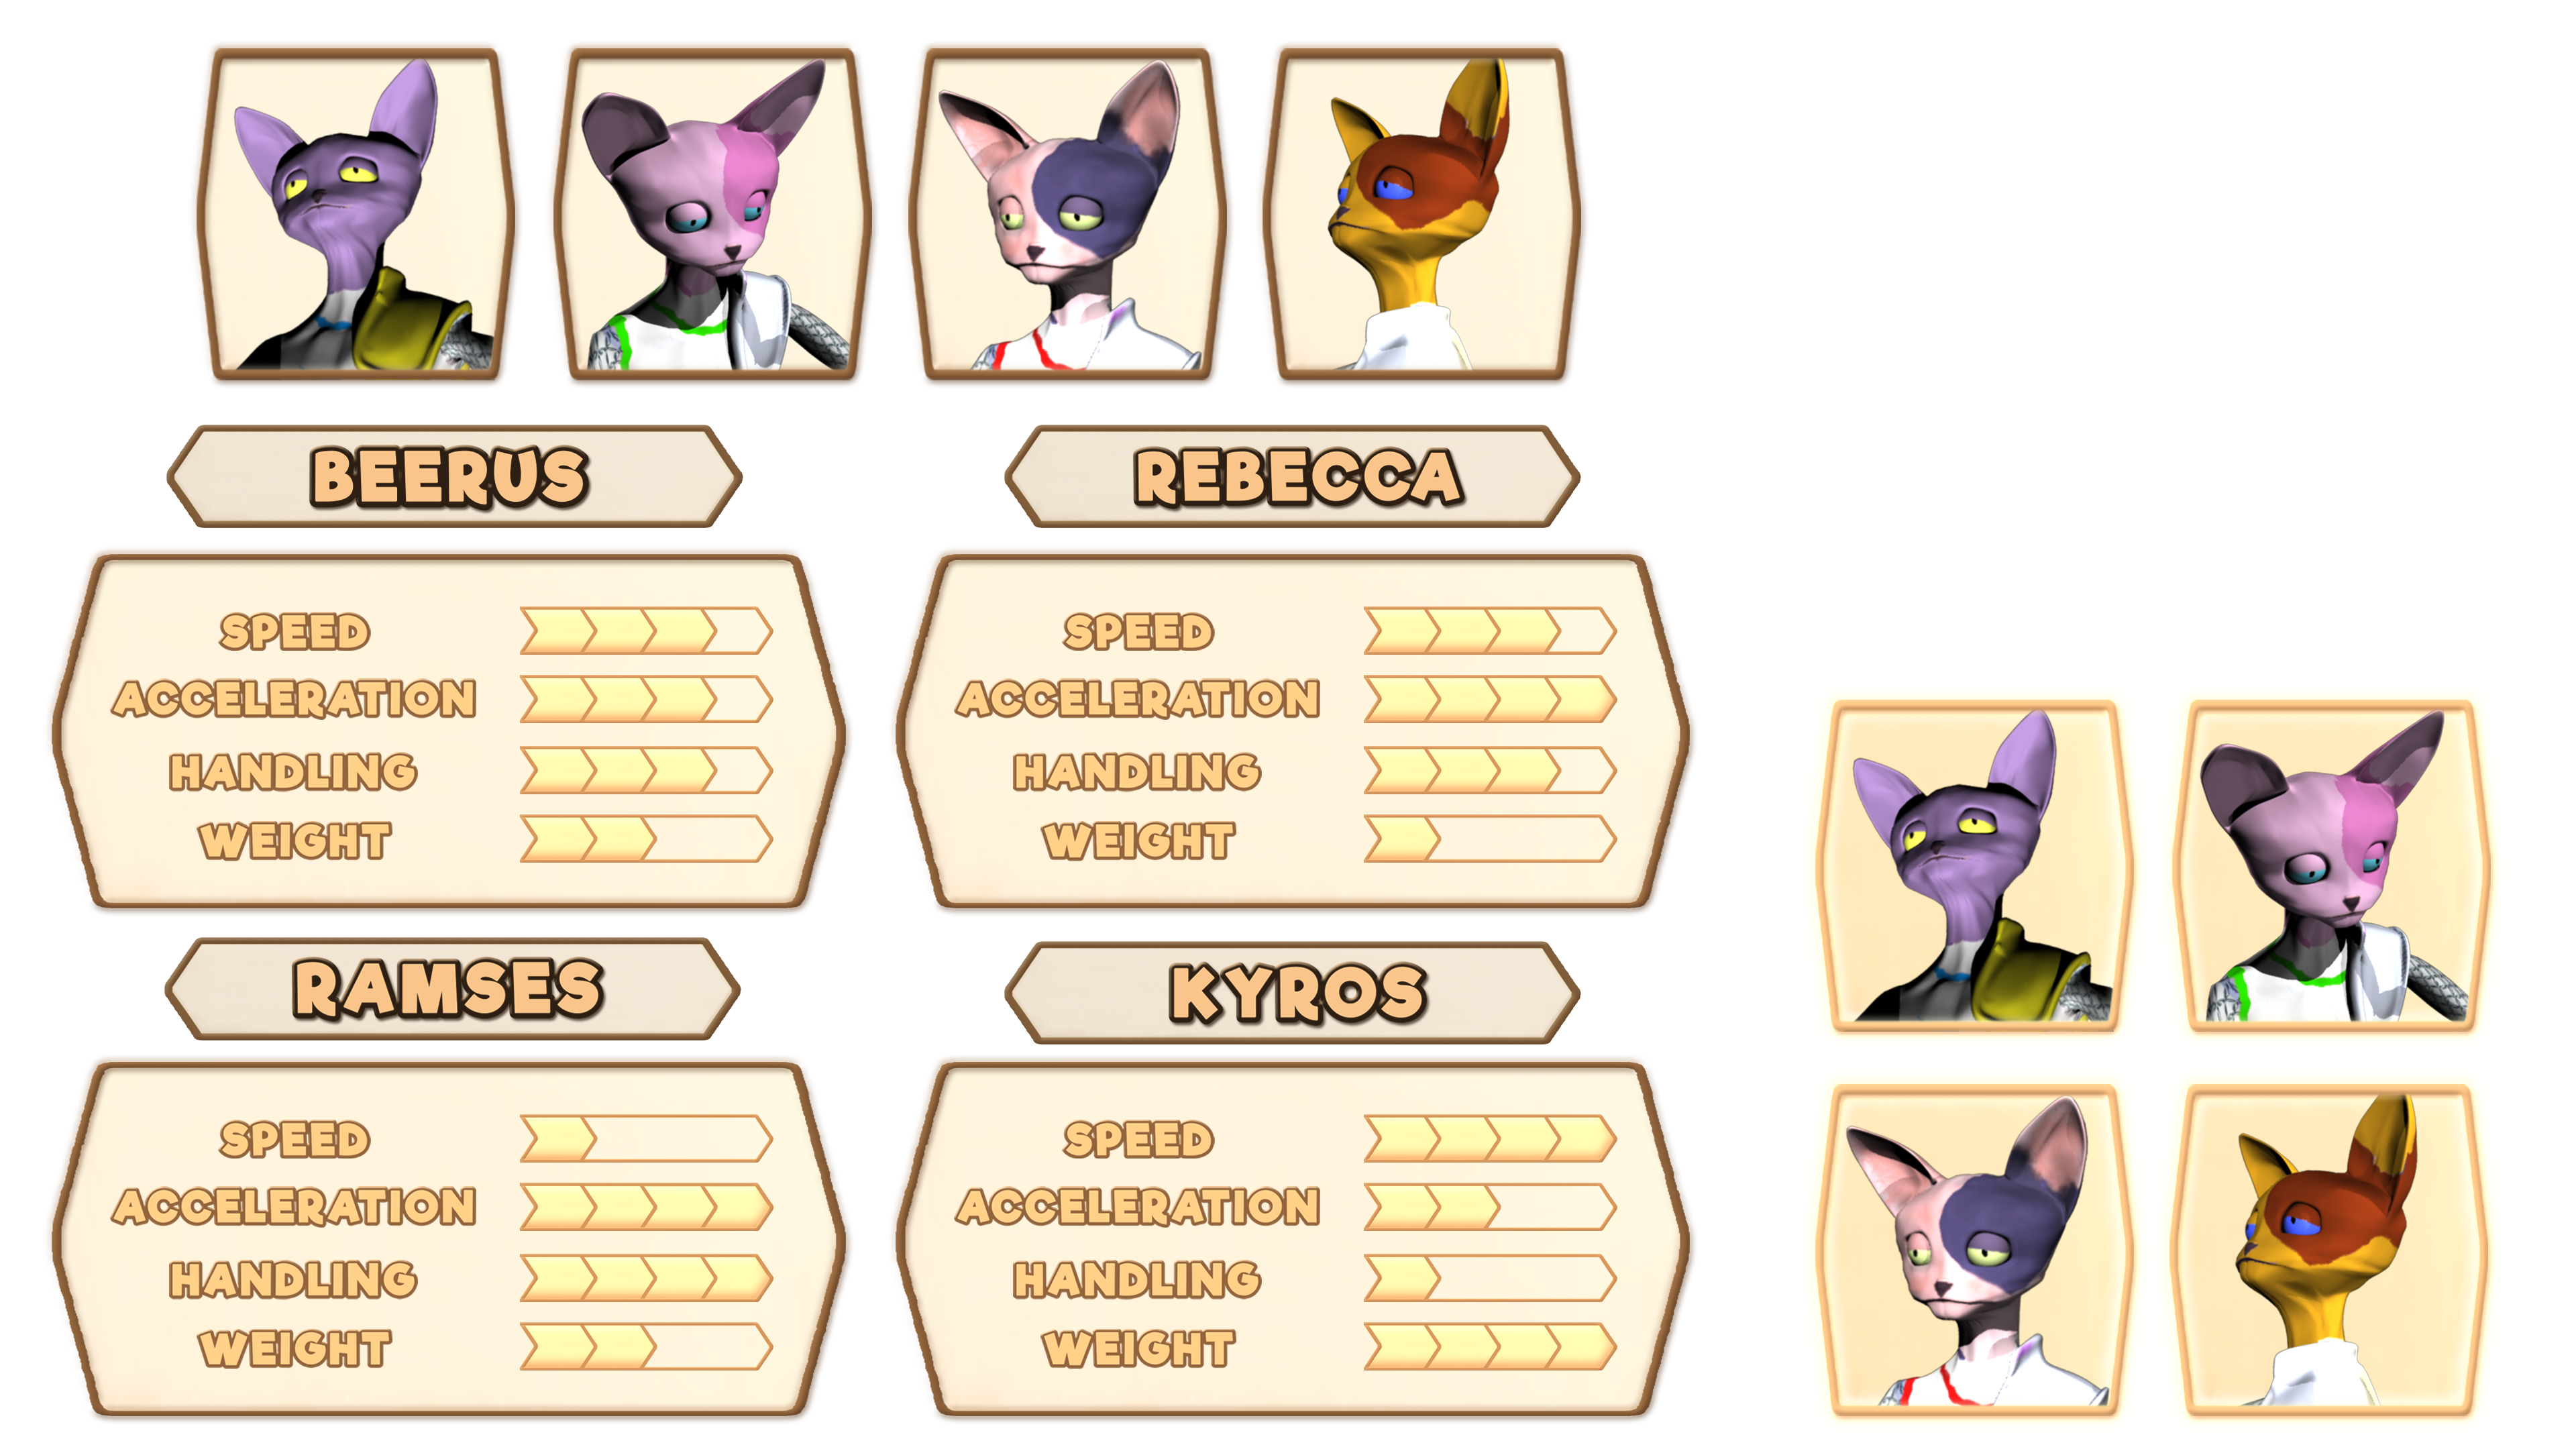 BEERUS
SPEED
ACCELERATION
HANDLING
WEIGHT
REBECCA
SPEED
ACCELERATION
HANDLING
WEIGHT
RAMSES
SPEED
ACCELERATION
HANDLING
WEIGHT
KYROS
SPEED
ACCELERATION
HANDLING
WEIGHT